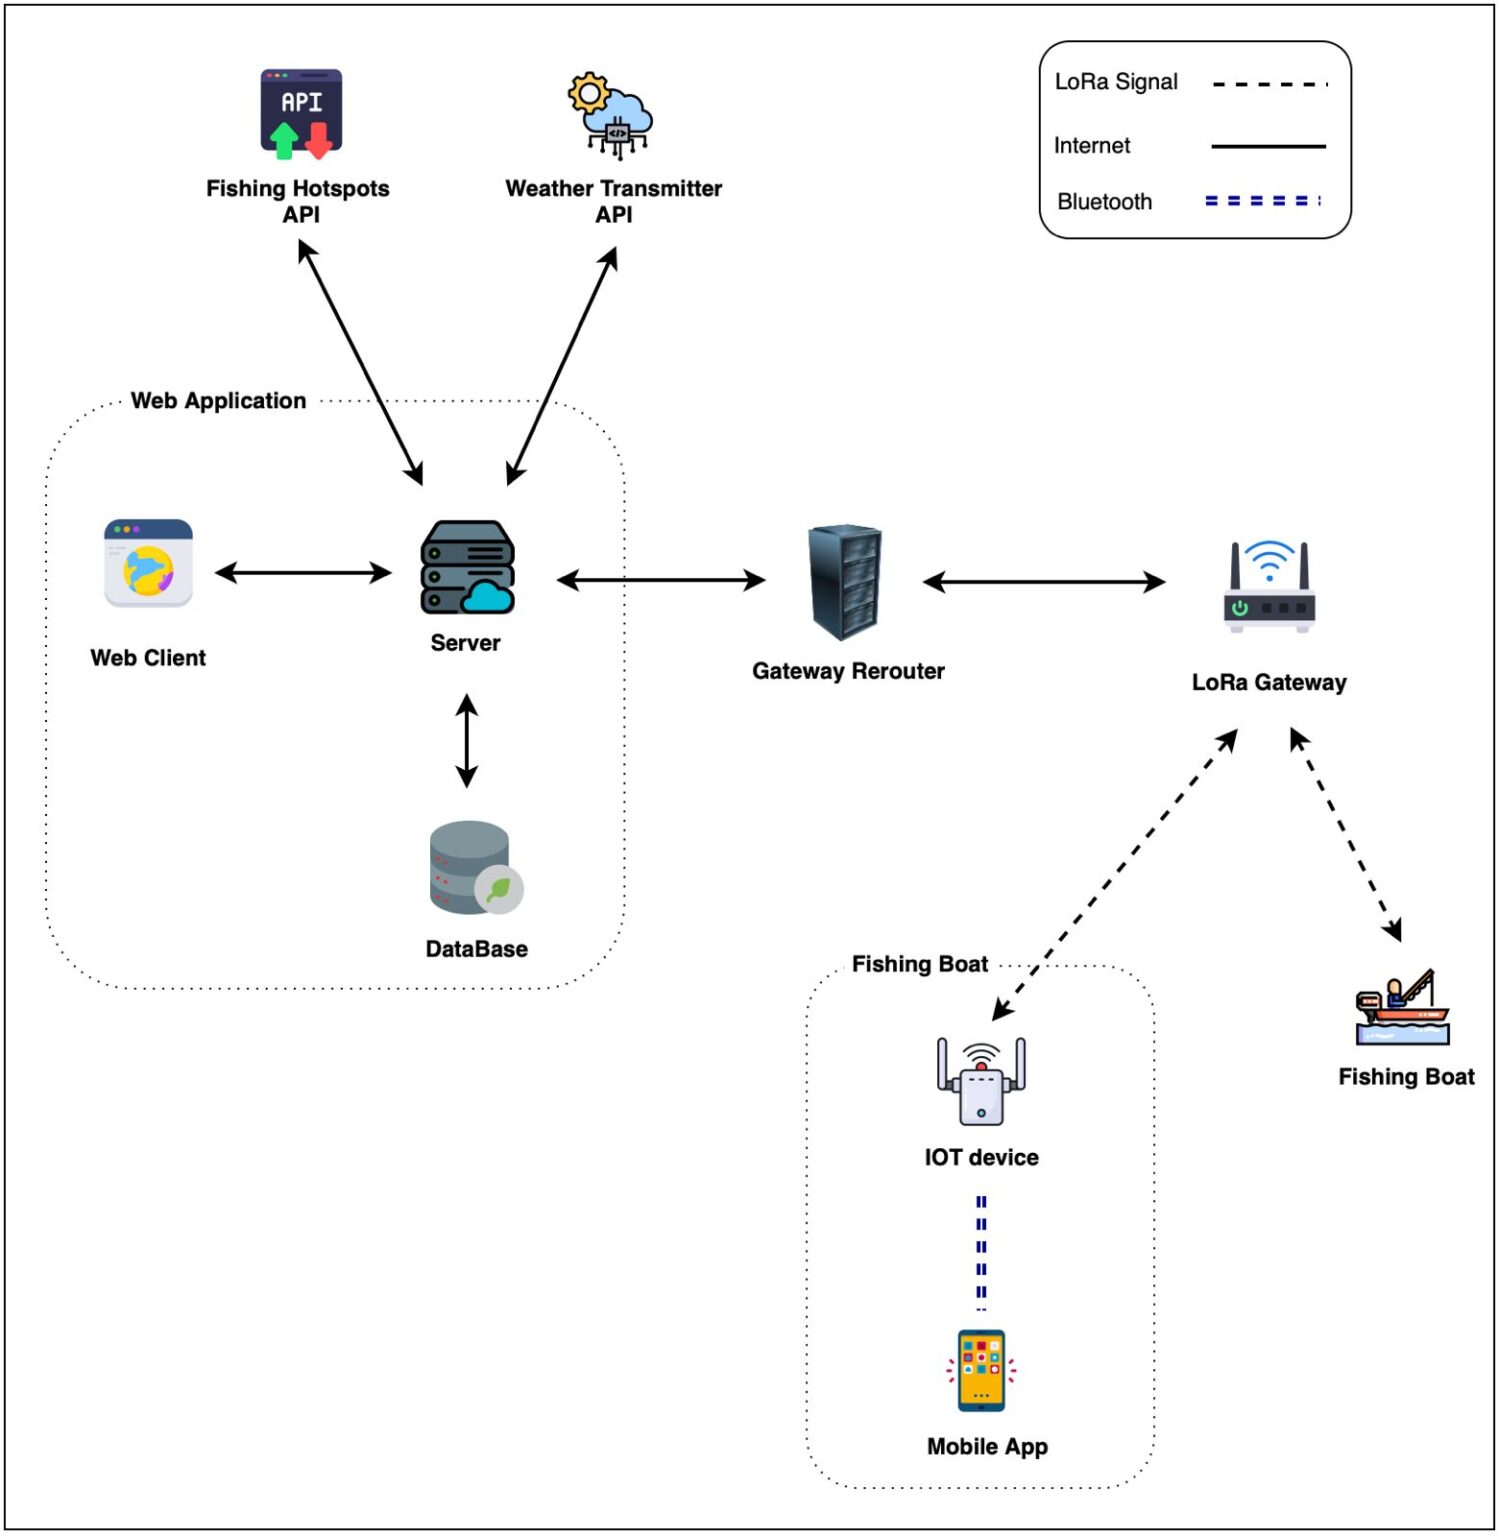 API
Fishing Hotspots
API
Weather Transmitter
API
LoRa Signal
Internet
Bluetooth
Web Application
Web Client
Server
Gateway Rerouter
LoRa Gateway
DataBase
Fishing Boat
IOT device
Mobile App
Fishing Boat